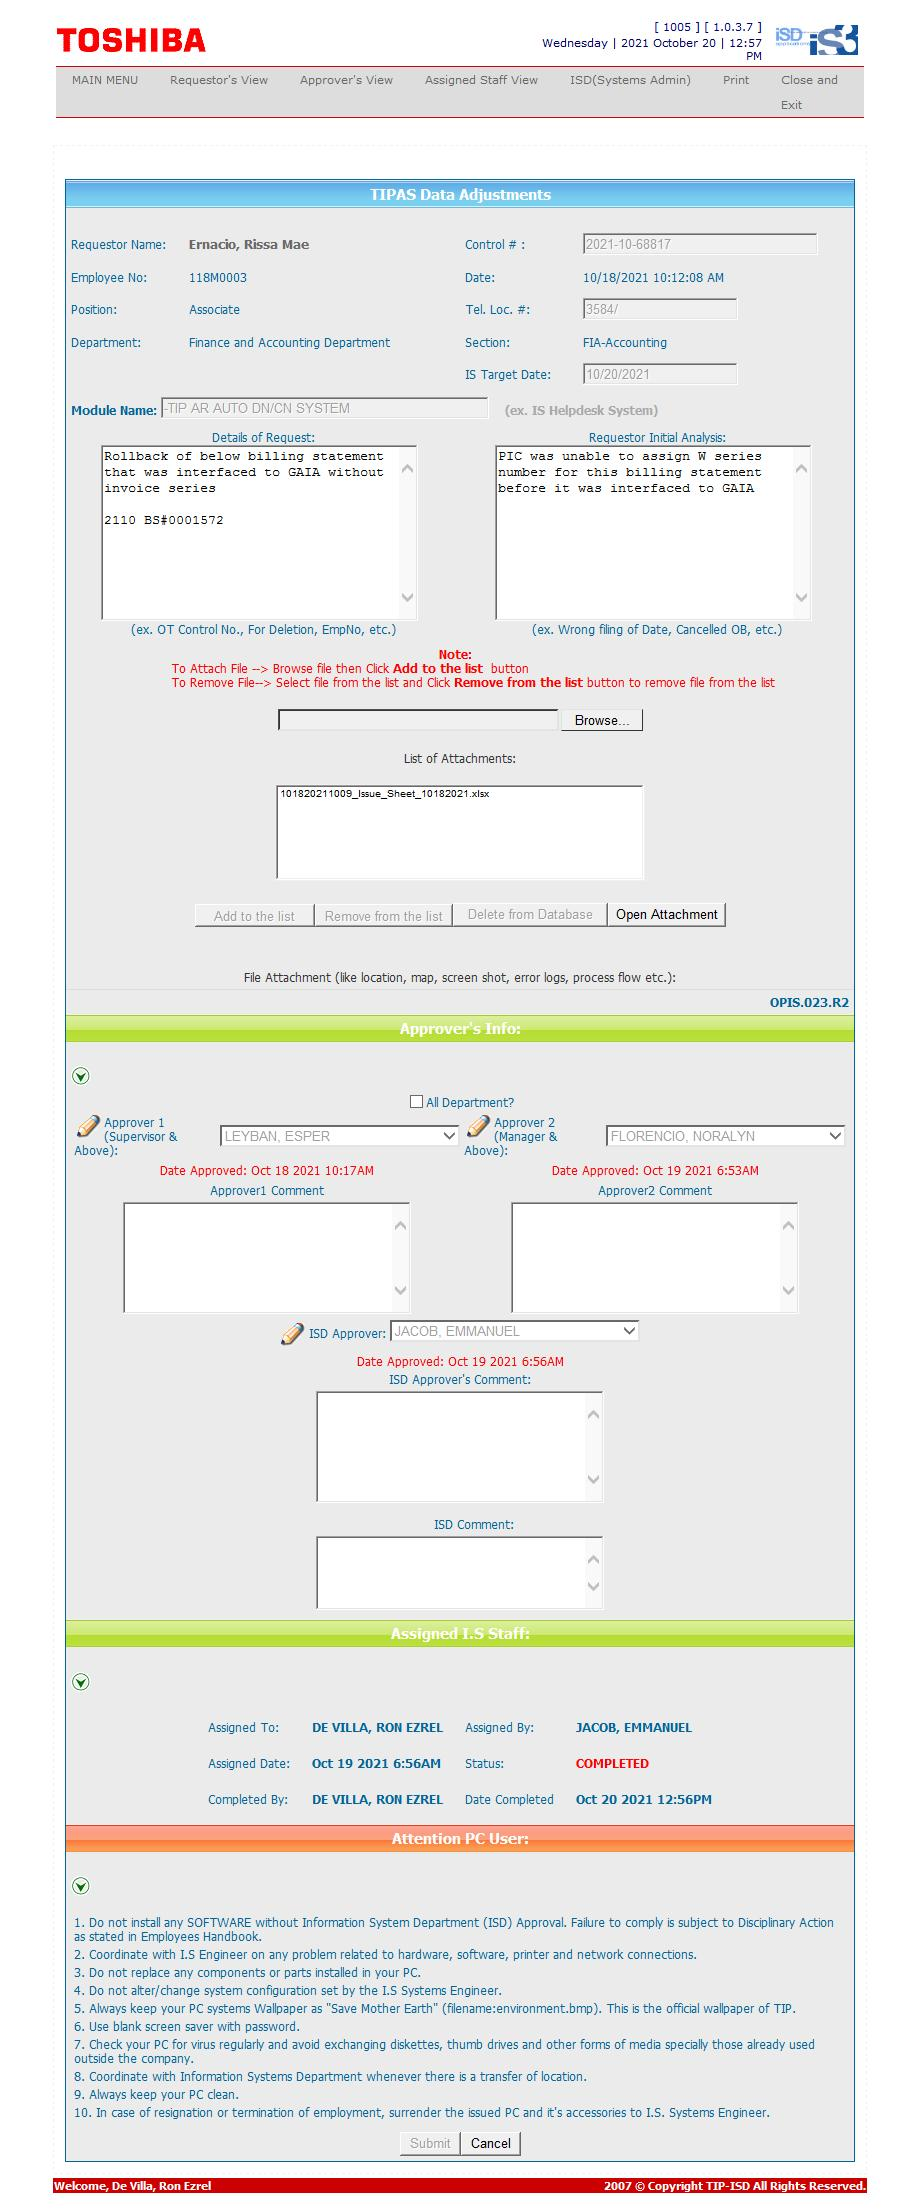 TOSHIBA
[ 1005 ] [ 1.0.3.7 ]
Wednesday | 2021 October 20 | 12:57
PM
ISD
iS3
MAIN MENU Requestor's View Approver's View Assigned Staff View ISD(Systems Admin) Print Close and
Exit
TIPAS Data Adjustments
Requestor Name: Ernacio, Rissa Mae Control # : 2021-10-68817
Employee No: 118M0003 Date: 10/18/2021 10:12:08 AM
Position: Associate Tel. Loc. #: 3584/
Department: Finance and Accounting Department Section: FIA-Accounting
IS Target Date: 10/20/2021
Module Name: -TIP AR AUTO DN/CN SYSTEM (ex. IS Helpdesk System)
Details of Request:
Rollback of below billing statement
that was interfaced to GAIA without
invoice series
2110 BS#0001572
(ex. OT Control No., For Deletion, EmpNo, etc.)
Requestor Initial Analysis:
PIC was unable to assign W series
number for this billing statement
before it was interfaced to GAIA
(ex. Wrong filing of Date, Cancelled OB, etc.)
Note:
To Attach File --> Browse file then Click Add to the list button
To Remove File--> Select file from the list and Click Remove from the list button to remove file from the list
Browse...
List of Attachments:
101820211009_Issue_Sheet_10182021.xlsx
Add to the list Remove from the list Delete from Database Open Attachment
File Attachment (like location, map, screen shot, error logs, process flow etc.):
OPIS.023.R2
Approver's Info:
All Department?
Approver 1
(Supervisor &
Above):
LEYBAN, ESPER
Approver 2
(Manager &
Above):
FLORENCIO, NORALYN
Date Approved: Oct 18 2021 10:17AM Date Approved: Oct 19 2021 6:53AM
Approver1 Comment Approver2 Comment
ISD Approver: JACOB, EMMANUEL
Date Approved: Oct 19 2021 6:56AM
ISD Approver's Comment:
ISD Comment:
Assigned I.S Staff:
Assigned To: DE VILLA, RON EZREL Assigned By: JACOB, EMMANUEL
Assigned Date: Oct 19 2021 6:56AM Status: COMPLETED
Completed By: DE VILLA, RON EZREL Date Completed Oct 20 2021 12:56PM
Attention PC User:
1. Do not install any SOFTWARE without Information System Department (ISD) Approval. Failure to comply is subject to Disciplinary Action
as stated in Employees Handbook.
2. Coordinate with I.S Engineer on any problem related to hardware, software, printer and network connections.
3. Do not replace any components or parts installed in your PC.
4. Do not alter/change system configuration set by the I.S Systems Engineer.
5. Always keep your PC systems Wallpaper as "Save Mother Earth" (filename:environment.bmp). This is the official wallpaper of TIP.
6. Use blank screen saver with password.
7. Check your PC for virus regularly and avoid exchanging diskettes, thumb drives and other forms of media specially those already used
outside the company.
8. Coordinate with Information Systems Department whenever there is a transfer of location.
9. Always keep your PC clean.
10. In case of resignation or termination of employment, surrender the issued PC and it's accessories to I.S. Systems Engineer.
Submit Cancel
Welcome, De Villa, Ron Ezrel 2007 © Copyright TIP-ISD All Rights Reserved.